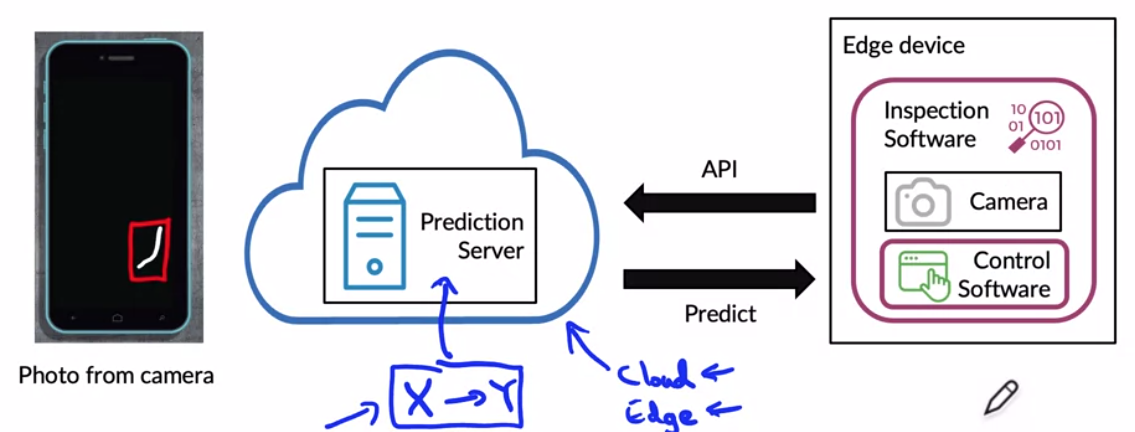 Photo from camera
Prediction
Server
X → Y
API
Predict
Cloud ←
Edge ←
Edge device
Inspection
Software
10
01
101
0101
Camera
Control
Software